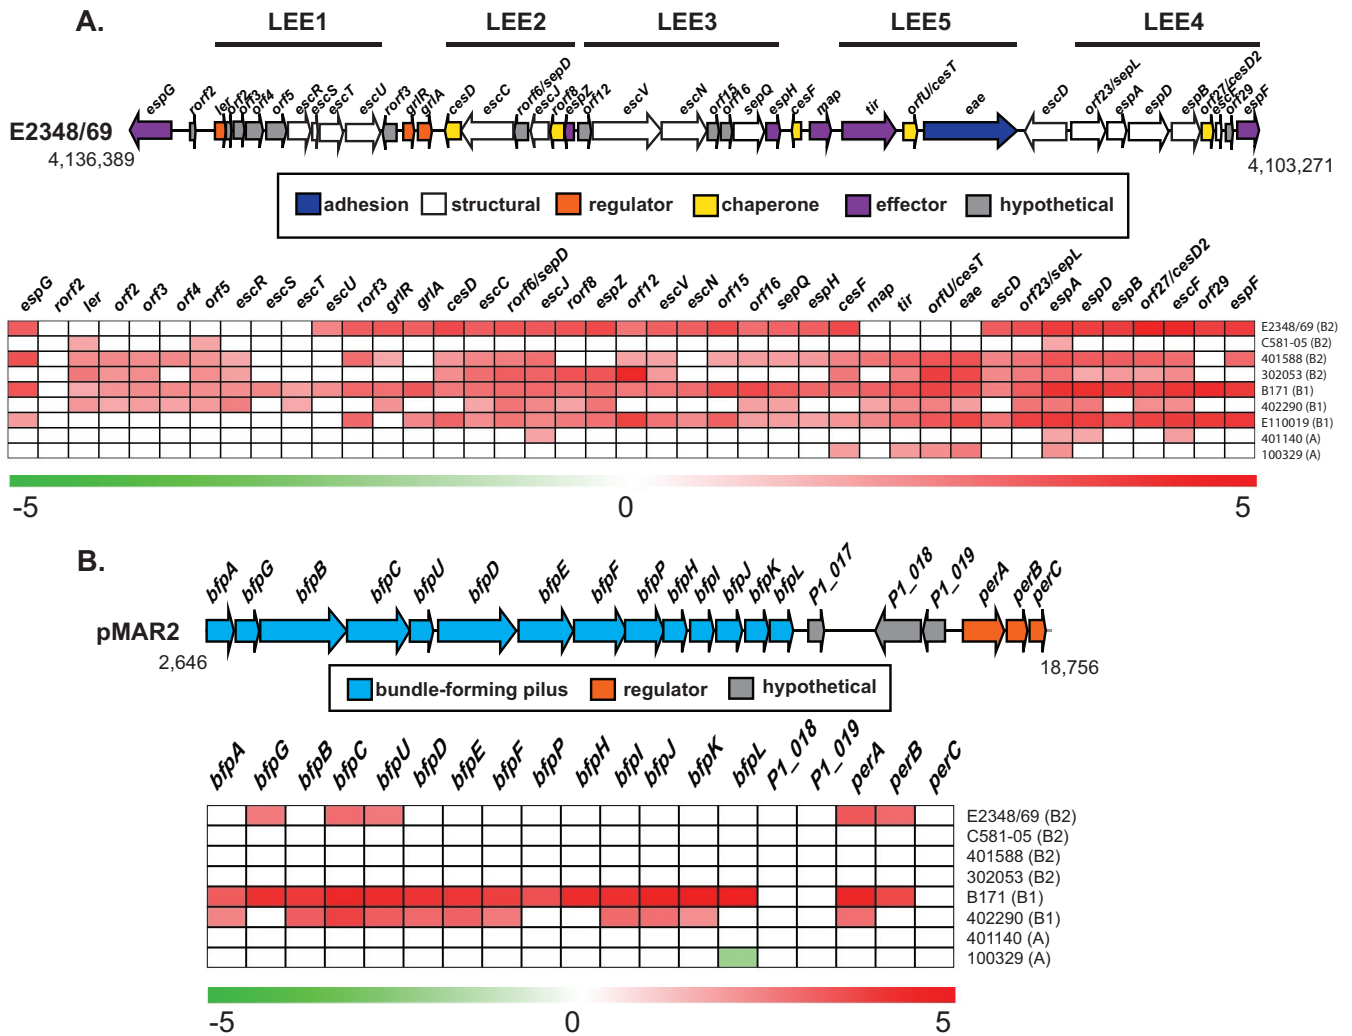 A.
LEE1 LEE2 LEE3 LEE5 LEE4
espG rorf2 ler orf2 orf3 orf4 orf5 escR escS escT escU rorf3 grlR grlA cesD escC rorf6/sepD escJ rorf8 espZ orf12 escV escN orf15 orf16 sepQ espH cesF map tir orfU/cesT eae escD orf23/sepL espA espD espB orf27/cesD2 escF orf29 espF
E2348/69
4,136,389 4,103,271
adhesion structural regulator chaperone effector hypothetical
espG rorf2 ler orf2 orf3 orf4 orf5 escR escS escT escU rorf3 grlR grlA cesD escC rorf6/sepD escJ rorf8 espZ orf12 escV escN orf15 orf16 sepQ espH cesF map tir orfU/cesT eae escD orf23/sepL espA espD espB orf27/cesD2 escF orf29 espF
E2348/69 (B2)
C581-05 (B2)
401588 (B2)
302053 (B2)
B171 (B1)
402290 (B1)
E110019 (B1)
401140 (A)
100329 (A)
-5 0 5
B.
bfpA bfpG bfpB bfpC bfpU bfpD bfpE bfpF bfpP bfpH bfpI bfpJ bfpK bfpL P1_017 P1_018 P1_019 perA perB perC
pMAR2
2,646 18,756
bundle-forming pilus regulator hypothetical
bfpA bfpG bfpB bfpC bfpU bfpD bfpE bfpF bfpP bfpH bfpI bfpJ bfpK bfpL P1_018 P1_019 perA perB perC
E2348/69 (B2)
C581-05 (B2)
401588 (B2)
302053 (B2)
B171 (B1)
402290 (B1)
401140 (A)
100329 (A)
-5 0 5